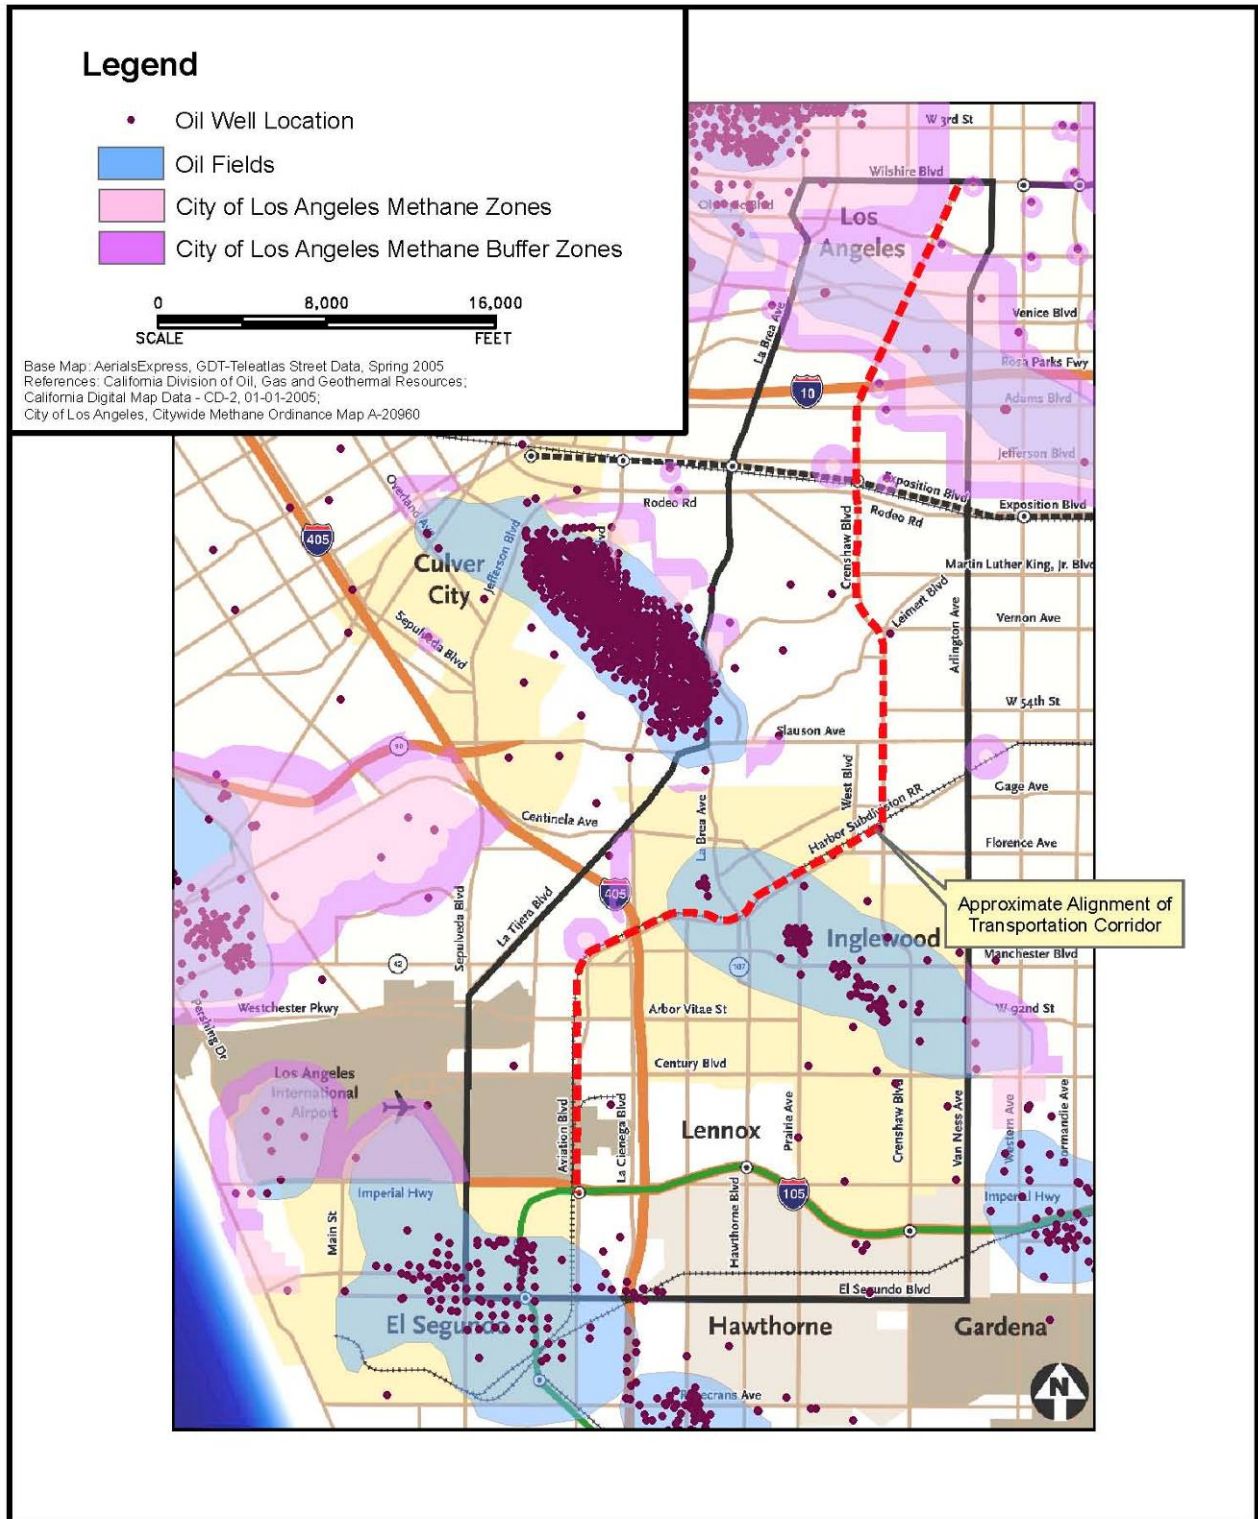 Legend
Oil Well Location
Oil Fields
City of Los Angeles Methane Zones
City of Los Angeles Methane Buffer Zones
0 8,000 16,000
SCALE FEET
Base Map: AerialsExpress, GDT-Teleatlas Street Data, Spring 2005
References: California Division of Oil, Gas and Geothermal Resources;
California Digital Map Data - CD-2, 01-01-2005;
City of Los Angeles, Citywide Methane Ordinance Map A-20960
W 3rd St
Wilshire Blvd
Olympic Blvd
Los
Angeles
La Brea Ave
Venice Blvd
Rosa Parks Fwy
10
Adams Blvd
Jefferson Blvd
Exposition Blvd
Exposition Blvd
Rodeo Rd
Rodeo Rd
Overland Ave
Jefferson Blvd
405
Culver
City
Crenshaw Blvd
Martin Luther King, Jr. Blvd
Leimert Blvd
Vernon Ave
Arlington Ave
Sepulveda Blvd
W 54th St
Slauson Ave
90
West Blvd
Gage Ave
Harbor Subdivision RR
Centinela Ave
La Brea Ave
Florence Ave
405
Approximate Alignment of
Transportation Corridor
La Tijera Blvd
Sepulveda Blvd
Inglewood
Manchester Blvd
42
107
Westchester Pkwy
Pershing Dr
Arbor Vitae St
W 92nd St
Century Blvd
Los Angeles
International
Airport
Aviation Blvd
La Cienega Blvd
Lennox
Prairie Ave
Crenshaw Blvd
Van Ness Ave
Western Ave
Normandie Ave
Imperial Hwy
105
Imperial Hwy
Main St
Hawthorne Blvd
El Segundo Blvd
El Segundo
Hawthorne
Gardena
Rosecrans Ave
N